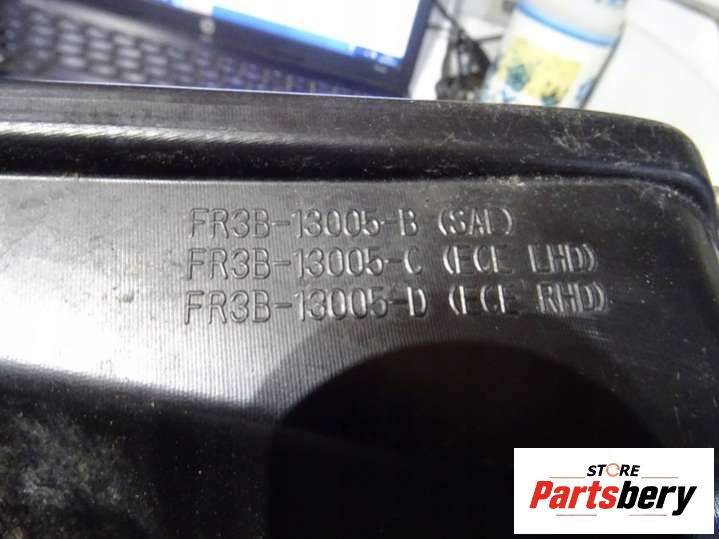 FR3B-13005-B (SAE)
FR3B-13005-C (ECE LHD)
FR3B-13005-D (ECE RHD)
STORE
Partsbery